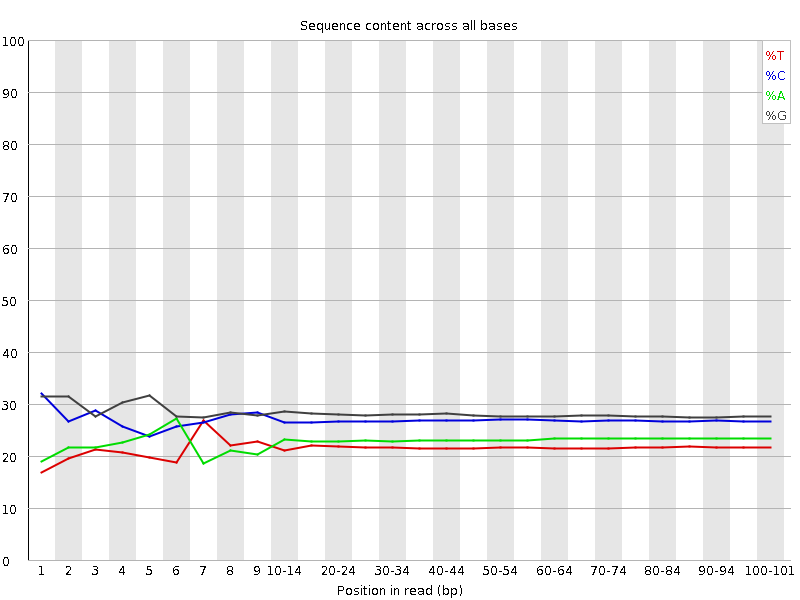 Sequence content across all bases
%T
%C
%A
%G
100
90
80
70
60
50
40
30
20
10
0
1 2 3 4 5 6 7 8 9 10-14 20-24 30-34 40-44 50-54 60-64 70-74 80-84 90-94 100-101
Position in read (bp)